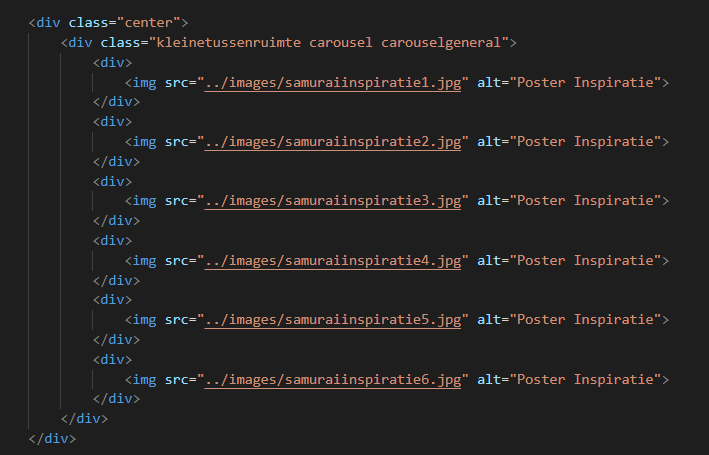 <div class="center">
<div class="kleinetussenruimte carousel carouselgeneral">
<div>
<img src="../images/samuraiinspiratie1.jpg" alt="Poster Inspiratie">
</div>
<div>
<img src="../images/samuraiinspiratie2.jpg" alt="Poster Inspiratie">
</div>
<div>
<img src="../images/samuraiinspiratie3.jpg" alt="Poster Inspiratie">
</div>
<div>
<img src="../images/samuraiinspiratie4.jpg" alt="Poster Inspiratie">
</div>
<div>
<img src="../images/samuraiinspiratie5.jpg" alt="Poster Inspiratie">
</div>
<div>
<img src="../images/samuraiinspiratie6.jpg" alt="Poster Inspiratie">
</div>
</div>
</div>